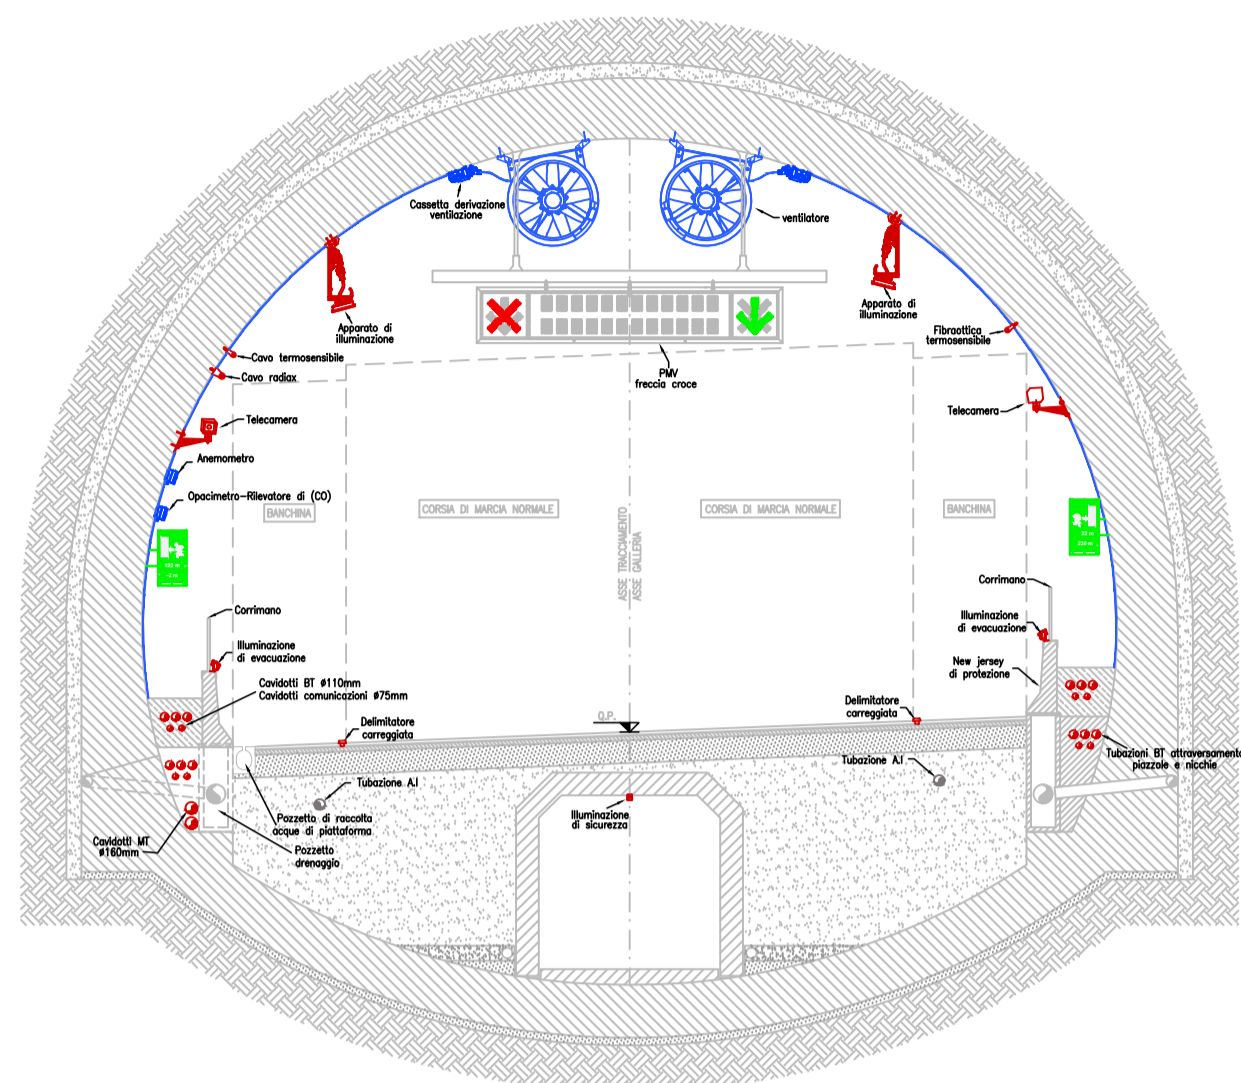 Cassetta derivazione
ventilazione
ventilatore
Apparato di
illuminazione
Apparato di
illuminazione
Fibraottica
termosensibile
Cavo termosensibile
Cavo radiax
PMV
freccia croce
Telecamera
Telecamera
Anemometro
Opacimetro-Rilevatore di (CO)
BANCHINA
CORSIA DI MARCIA NORMALE
CORSIA DI MARCIA NORMALE
BANCHINA
ASSE TRACCIAMENTO
ASSE GALLERIA
22 m
230 m
Corrimano
Corrimano
Illuminazione
di evacuazione
Illuminazione
di evacuazione
New jersey
di protezione
Cavidotti BT ø110mm
Cavidotti comunicazioni ø75mm
Delimitatore
carreggiata
Q.P.
Delimitatore
carreggiata
Tubazioni BT attraversamento
piazzole e nicchie
Tubazione A.I
Tubazione A.I
Pozzetto di raccolta
acque di piattaforma
Illuminazione
di sicurezza
Cavidotti MT
ø160mm
Pozzetto
drenaggio